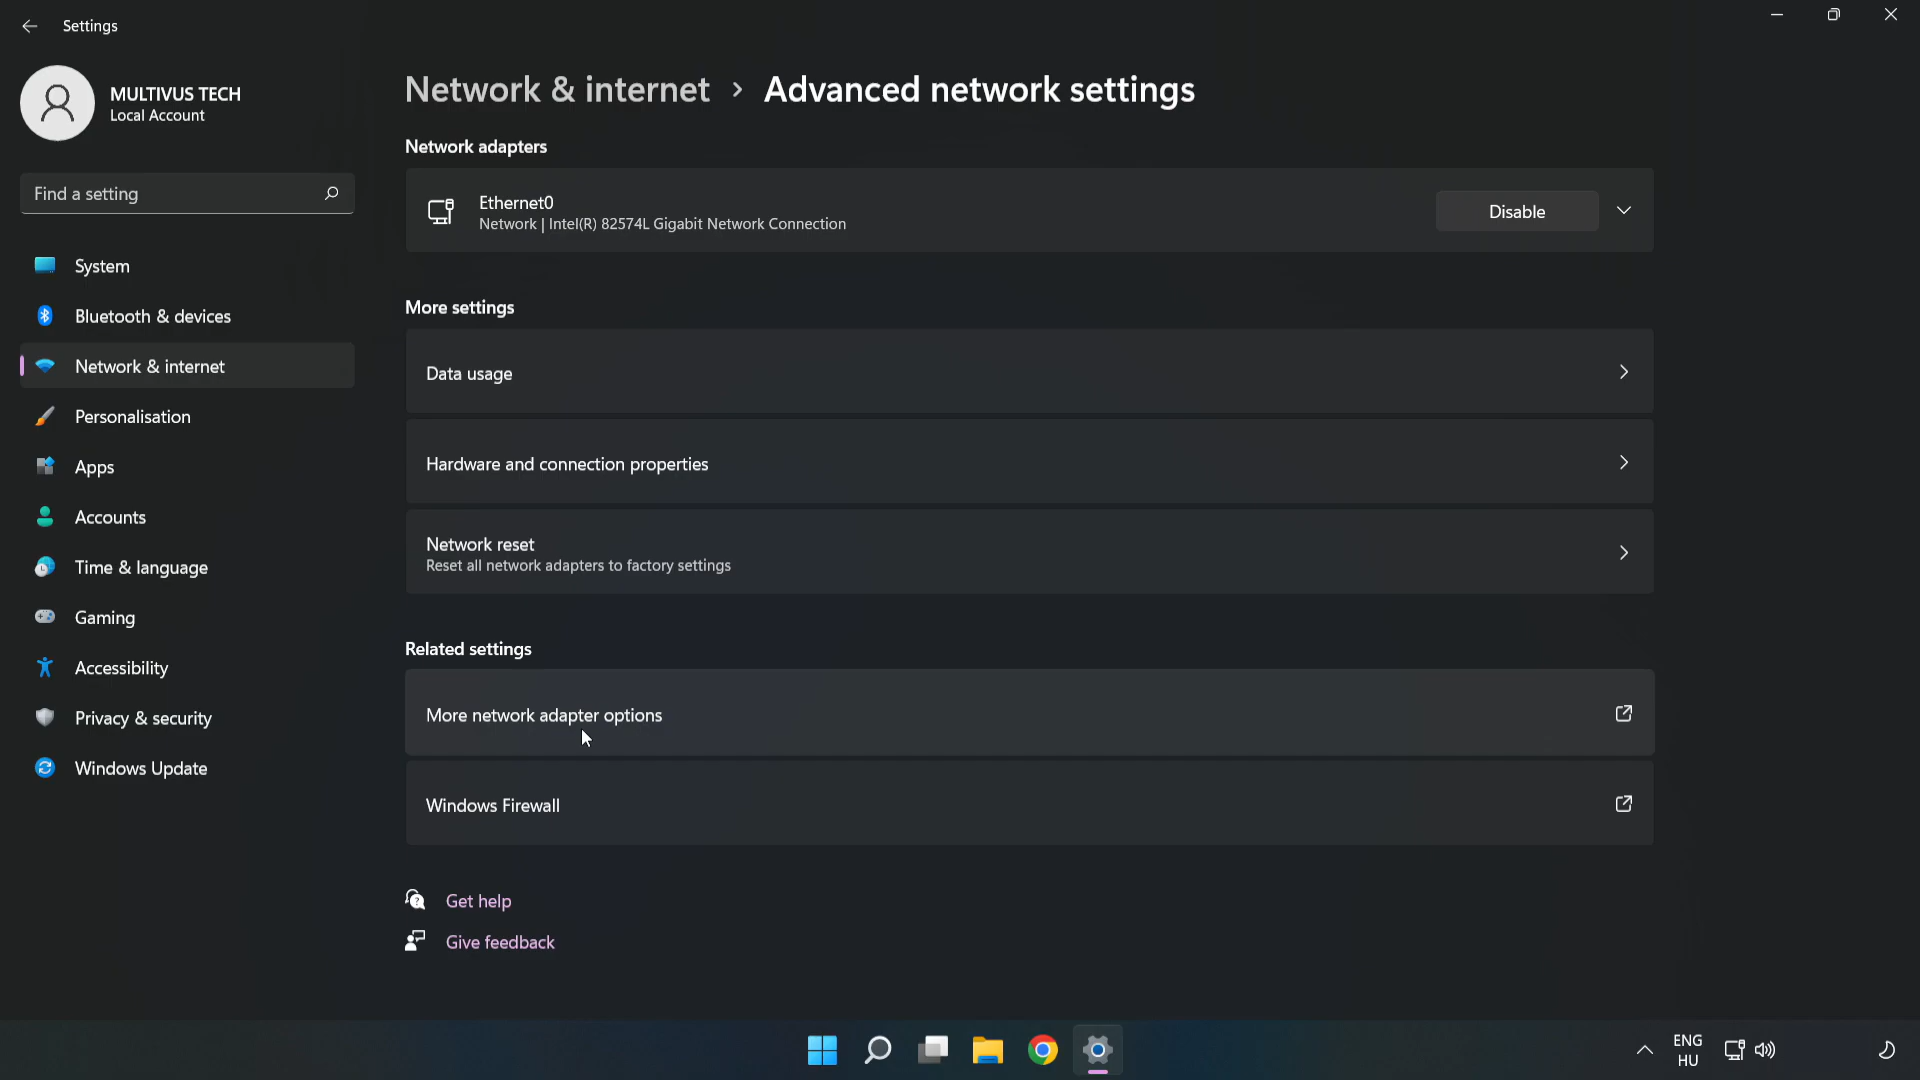 Settings
MULTIVUS TECH
Local Account
Find a setting
System
Bluetooth & devices
Network & internet
Personalisation
Apps
Accounts
Time & language
Gaming
Accessibility
Privacy & security
Windows Update
Network & internet › Advanced network settings
Network adapters
Ethernet0
Network | Intel(R) 82574L Gigabit Network Connection
Disable
More settings
Data usage
Hardware and connection properties
Network reset
Reset all network adapters to factory settings
Related settings
More network adapter options
Windows Firewall
Get help
Give feedback
ENG
HU